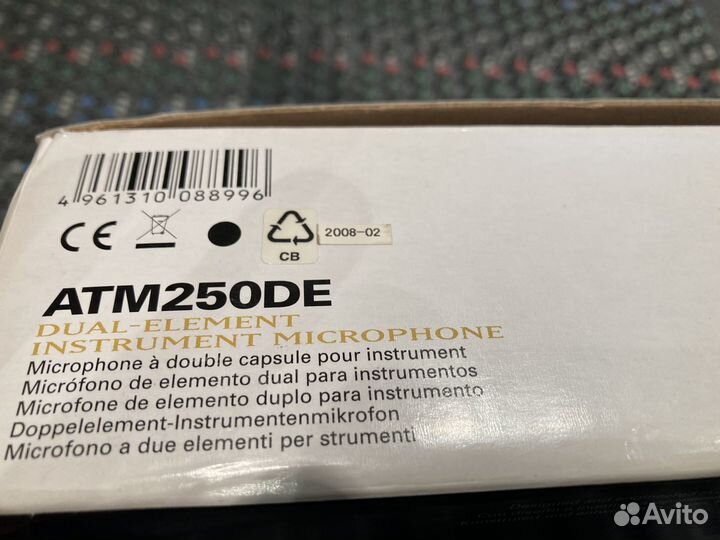 4 961310 088996
CE
CB
2008-02
ATM250DE
DUAL-ELEMENT
INSTRUMENT MICROPHONE
Microphone à double capsule pour instrument
Micrófono de elemento dual para instrumentos
Microfone de elemento duplo para instrumento
Doppelelement-Instrumentenmikrofon
Microfono a due elementi per strumenti
Avito